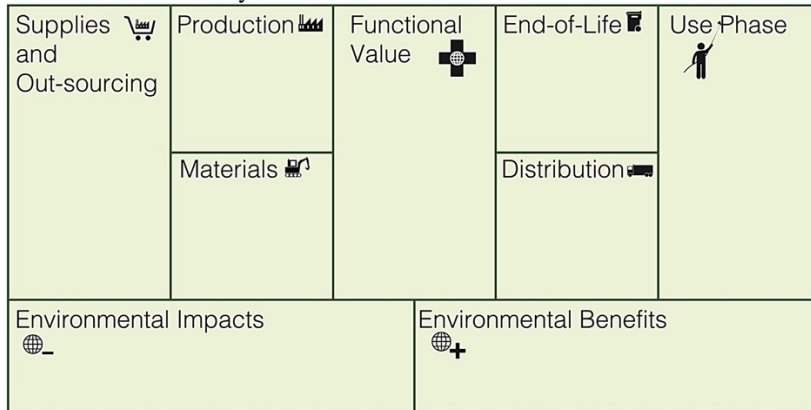 Supplies
and
Out-sourcing
Production
Materials
Functional
Value
End-of-Life
Distribution
Use Phase
Environmental Impacts
Environmental Benefits